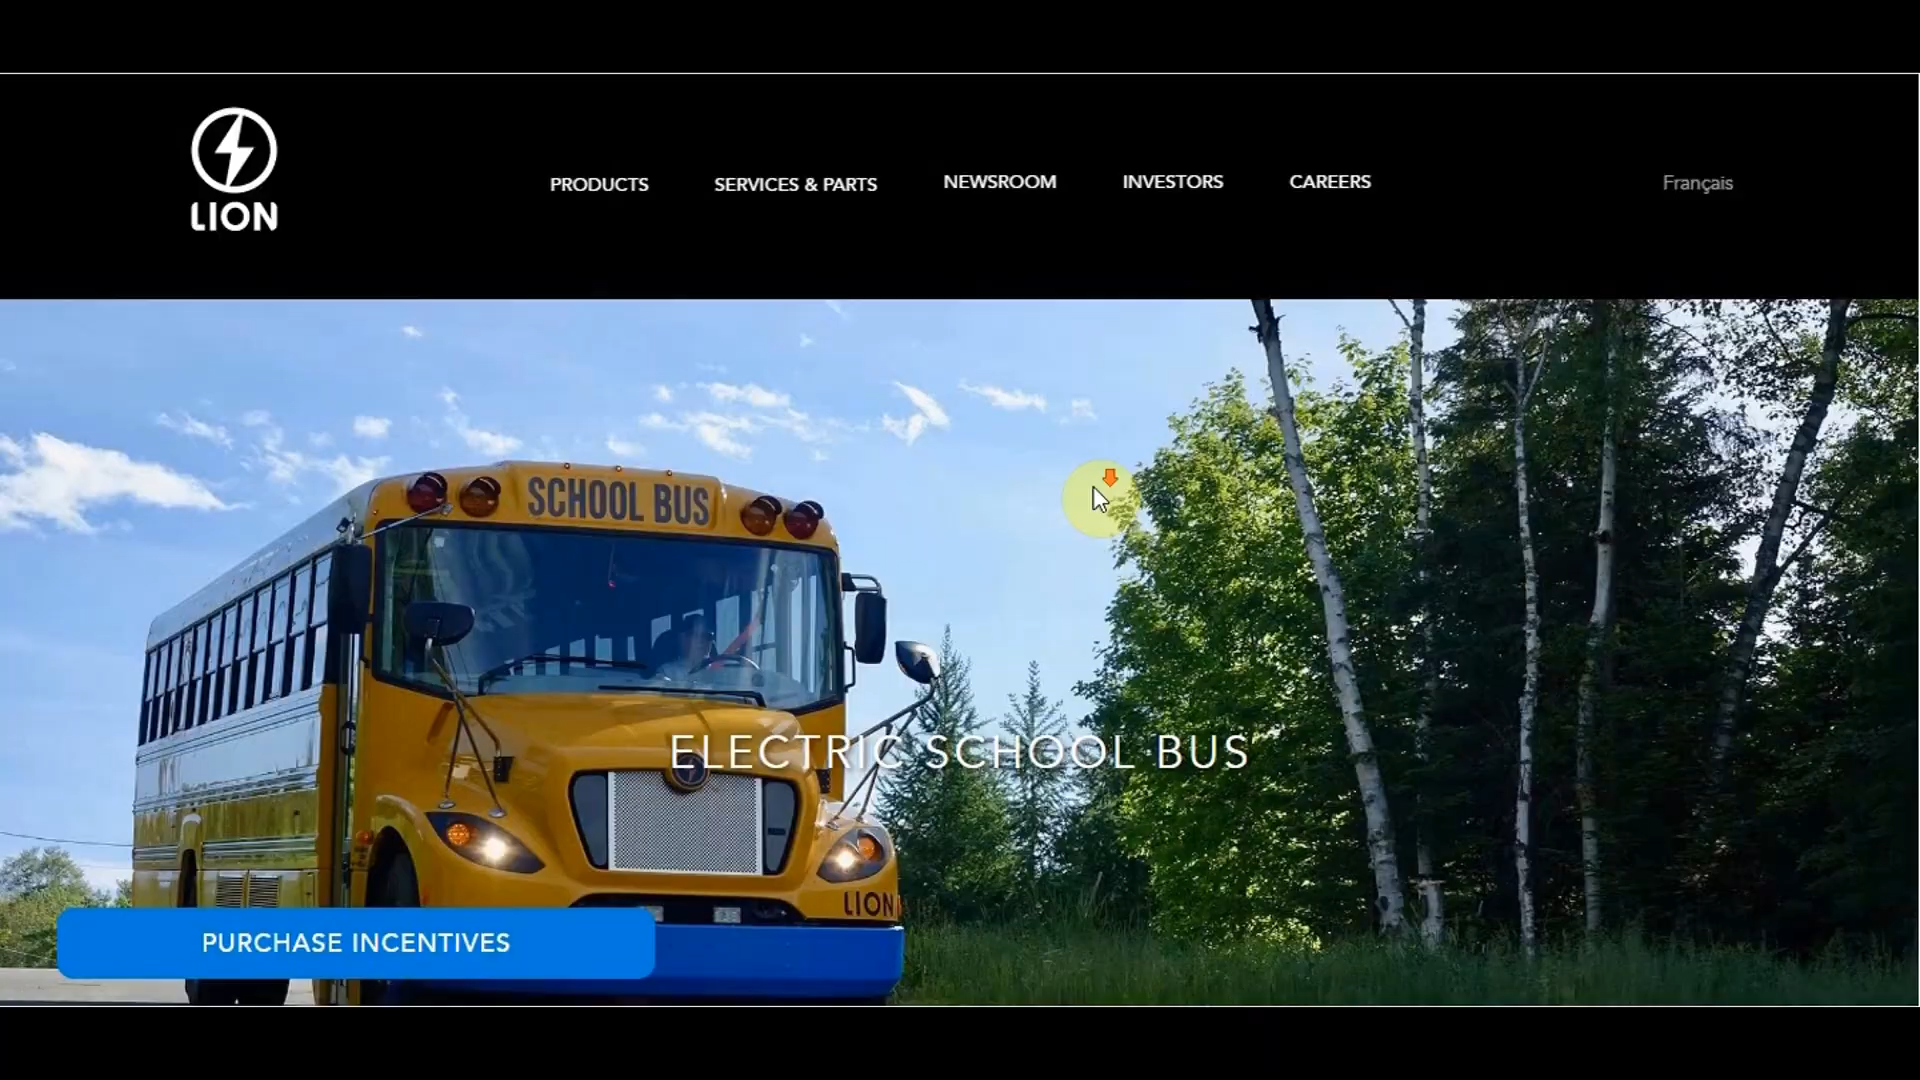 LION
PRODUCTS
SERVICES & PARTS
NEWSROOM
INVESTORS
CAREERS
Français
SCHOOL BUS
ELECTRIC SCHOOL BUS
LION
PURCHASE INCENTIVES